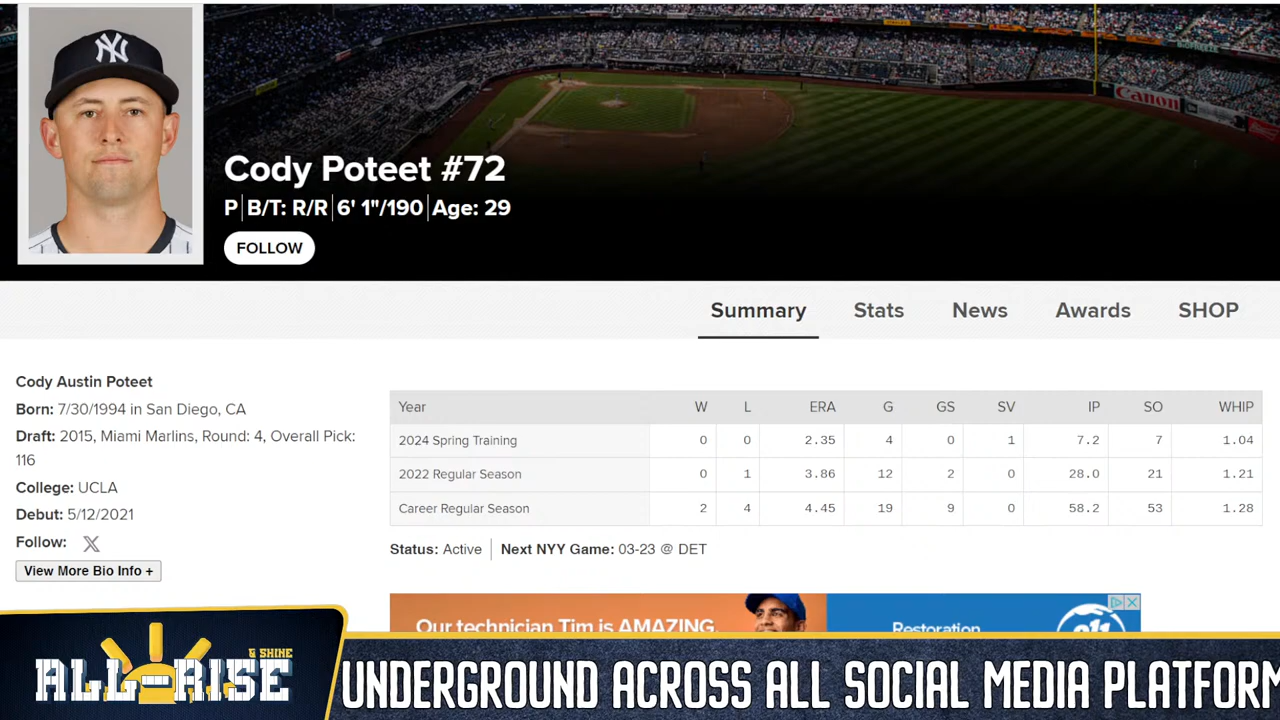 Canon
Cody Poteet #72
P B/T: R/R 6' 1"/190 Age: 29
FOLLOW
Summary Stats News Awards SHOP
Cody Austin Poteet
Born: 7/30/1994 in San Diego, CA
Draft: 2015, Miami Marlins, Round: 4, Overall Pick:
116
College: UCLA
Debut: 5/12/2021
Follow:
View More Bio Info +
Year W L ERA G GS SV IP SO WHIP
2024 Spring Training 0 0 2.35 4 0 1 7.2 7 1.04
2022 Regular Season 0 1 3.86 12 2 0 28.0 21 1.21
Career Regular Season 2 4 4.45 19 9 0 58.2 53 1.28
Status: Active Next NYY Game: 03-23 @ DET
Our technician Tim is AMAZING.
Restoration
ALL-RISE
& SHINE
UNDERGROUND ACROSS ALL SOCIAL MEDIA PLATFORM